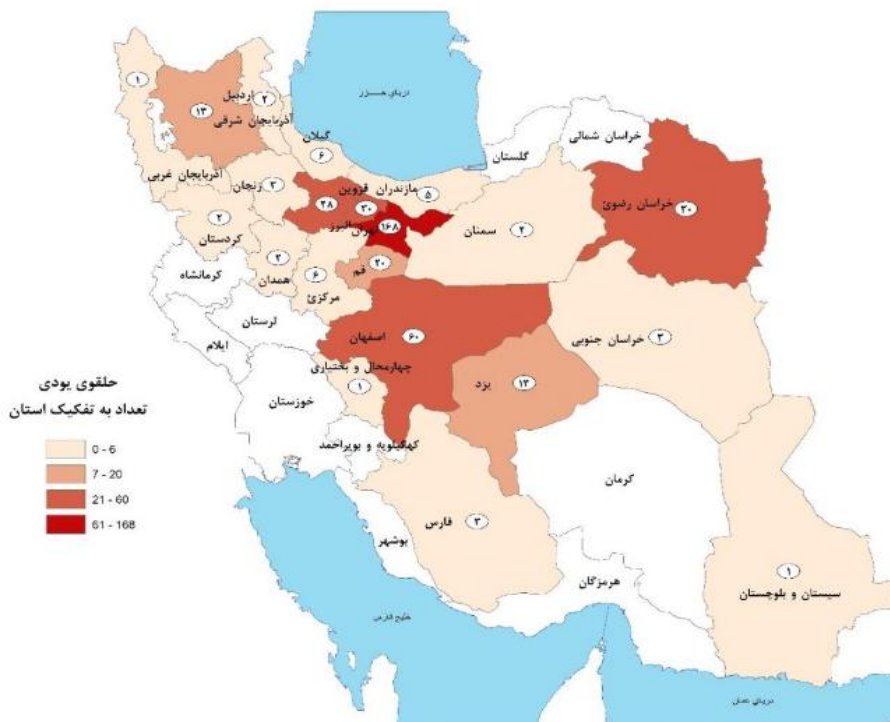 دریای خزر
۱
۱۳
۲
اردبیل
آذربایجان شرقی
گیلان
۶
خراسان شمالی
گلستان
آذربایجان غربی
زنجان
۳
مازندران
قزوین
۵
خراسان رضوئ
۳۰
۲۸
۳۰
البرز
۱۶۸
تهران
سمنان
۲
کردستان
۲
۲۰
قم
کرمانشاه
همدان
۲
۶
مرکزئ
لرستان
اصفهان
۶۰
خراسان جنوبی
۳
ایلام
چهارمحال و بختیاری
۱
یزد
۱۳
حلقوی یودی
تعداد به تفکیک استان
0 - 6
7 - 20
21 - 60
61 - 168
خوزستان
کهگیلویه و بویراحمد
کرمان
فارس
۳
بوشهر
هرمزگان
۱
سیستان و بلوچستان
خلیج فارس
دریای عمان